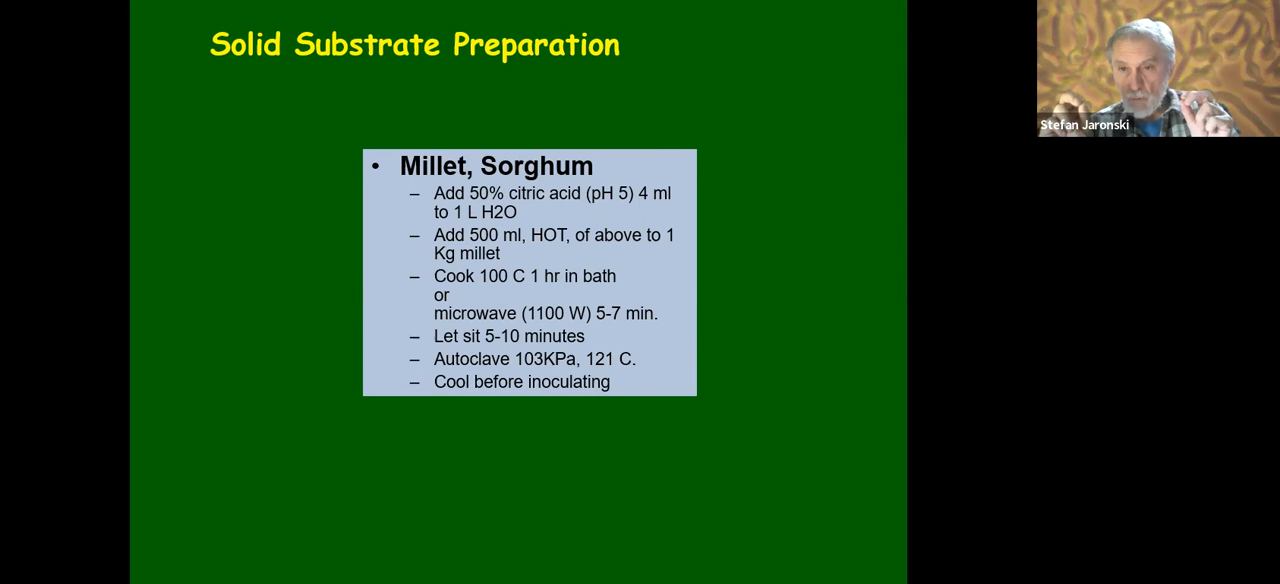 Solid Substrate Preparation
Stefan Jaronski
• Millet, Sorghum
– Add 50% citric acid (pH 5) 4 ml
to 1 L H2O
– Add 500 ml, HOT, of above to 1
Kg millet
– Cook 100 C 1 hr in bath
or
microwave (1100 W) 5-7 min.
– Let sit 5-10 minutes
– Autoclave 103KPa, 121 C.
– Cool before inoculating